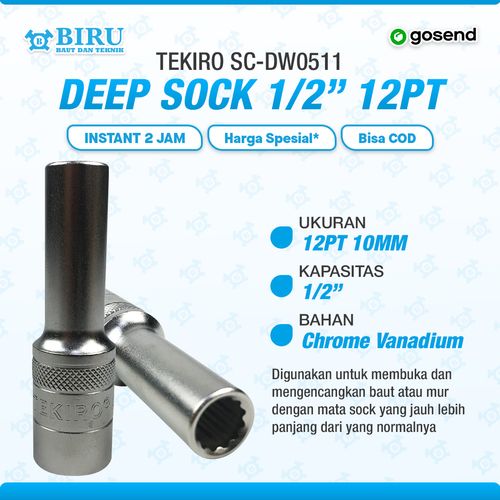 BIRU
BAUT DAN TEKNIK
gosend
TEKIRO SC-DW0511
DEEP SOCK 1/2” 12PT
INSTANT 2 JAM
Harga Spesial*
Bisa COD
UKURAN
12PT 10MM
KAPASITAS
1/2”
BAHAN
Chrome Vanadium
Digunakan untuk membuka dan
mengencangkan baut atau mur
dengan mata sock yang jauh lebih
panjang dari yang normalnya
TEKIRO®